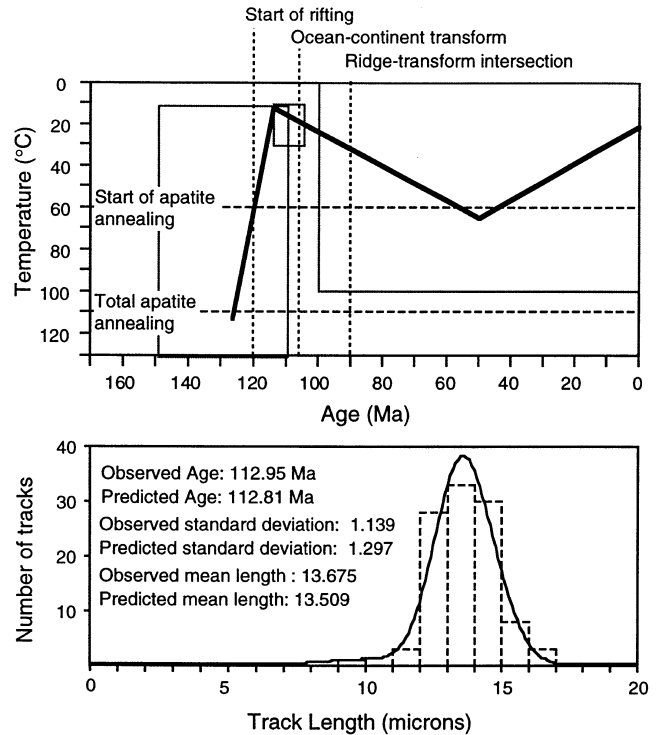 Start of rifting
Ocean-continent transform
Ridge-transform intersection
Temperature (°C)
0
20
40
60
80
100
120
Start of apatite
annealing
Total apatite
annealing
160 140 120 100 80 60 40 20 0
Age (Ma)
Number of tracks
40
30
20
10
Observed Age: 112.95 Ma
Predicted Age: 112.81 Ma
Observed standard deviation: 1.139
Predicted standard deviation: 1.297
Observed mean length : 13.675
Predicted mean length: 13.509
0 5 10 15 20
Track Length (microns)